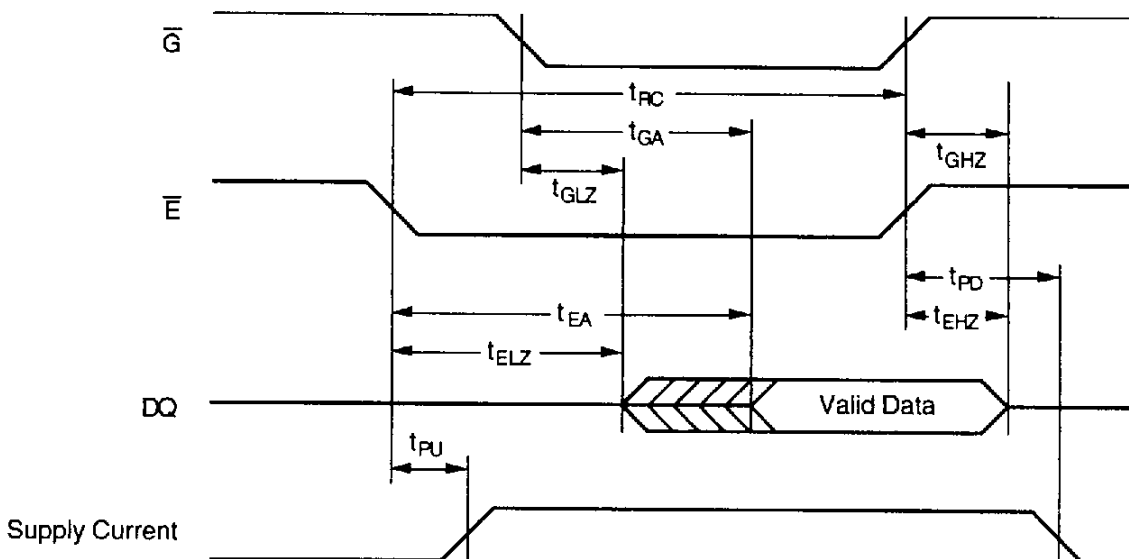 G̅
tRC
tGA
tGHZ
tGLZ
E̅
tPD
tEA
tEHZ
tELZ
DQ
Valid Data
tPU
Supply Current